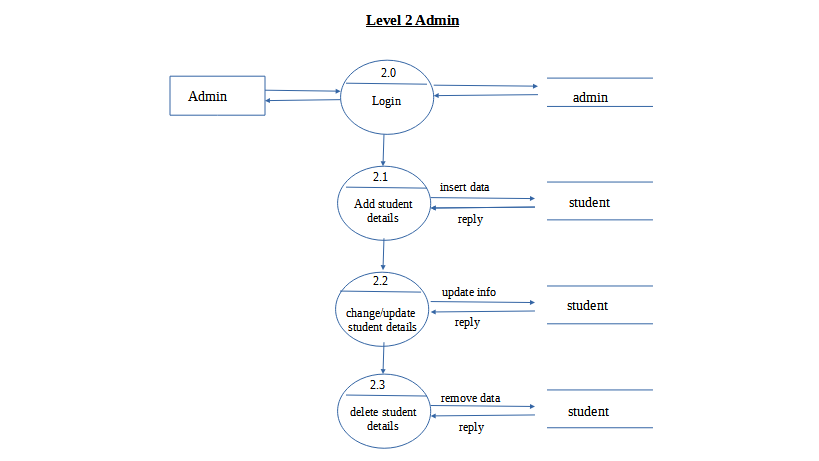 Level 2 Admin
2.0
Admin
Login
admin
2.1
insert data
Add student
details
student
reply
2.2
update info
change/update
student details
student
reply
2.3
remove data
delete student
details
student
reply